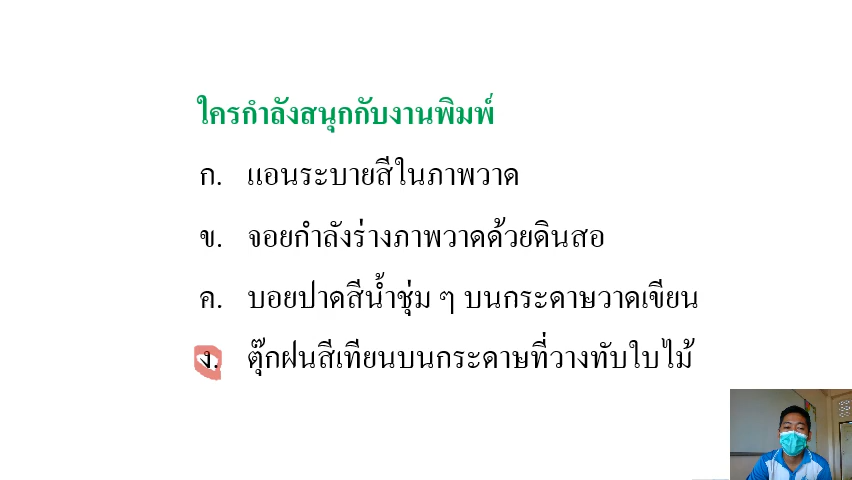 ใครกำลังสนุกกับงานพิมพ์
ก. แอนระบายสีในภาพวาด
ข. จอยกำลังร่างภาพวาดด้วยดินสอ
ค. บอยปาดสีน้ำชุ่ม ๆ บนกระดาษวาดเขียน
ง. ตุ๊กฝนสีเทียนบนกระดาษที่วางทับใบไม้